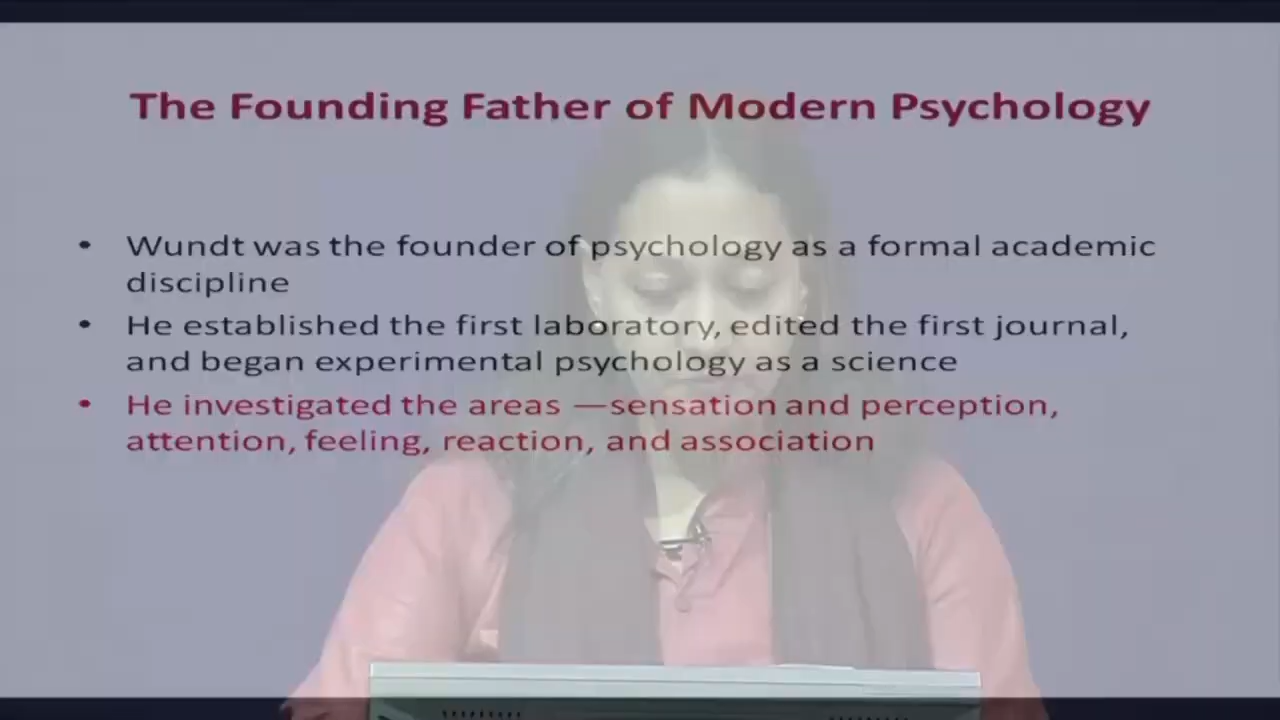 The Founding Father of Modern Psychology
• Wundt was the founder of psychology as a formal academic
discipline
• He established the first laboratory, edited the first journal,
and began experimental psychology as a science
• He investigated the areas —sensation and perception,
attention, feeling, reaction, and association